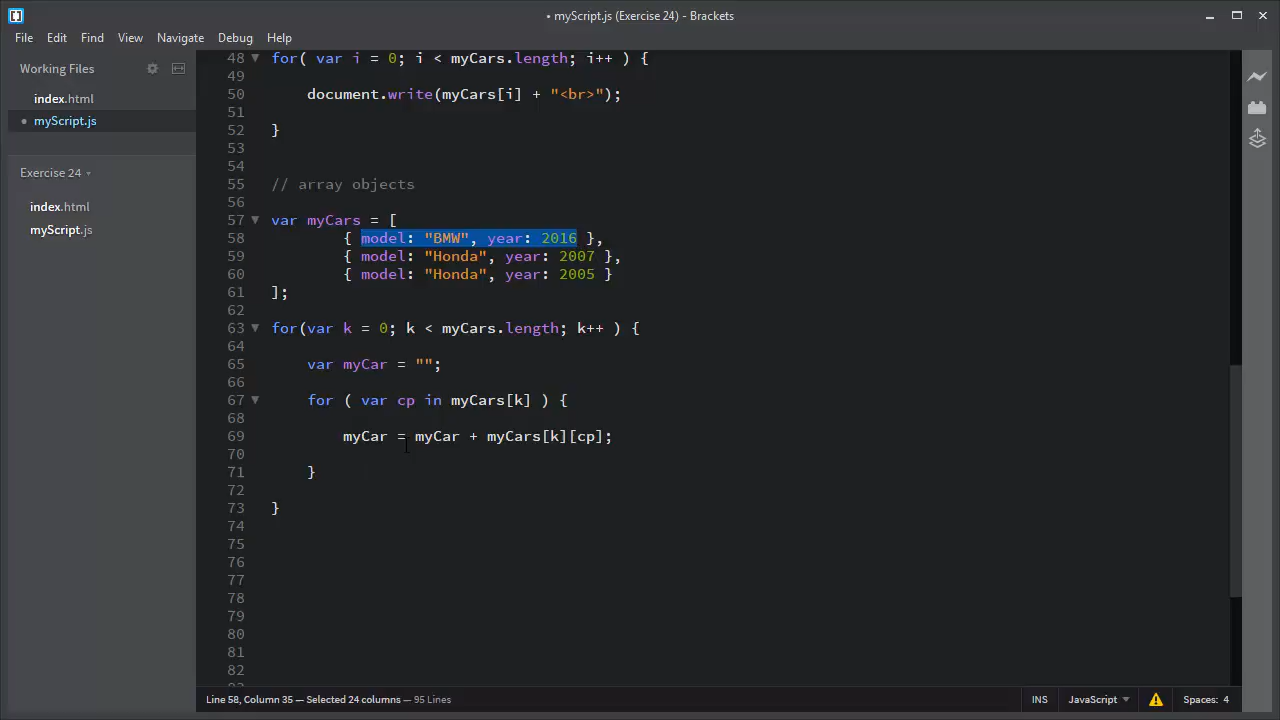 • myScript.js (Exercise 24) - Brackets
File Edit Find View Navigate Debug Help
Working Files
index.html
• myScript.js
Exercise 24
index.html
myScript.js
48 for( var i = 0; i < myCars.length; i++ ) {
49
50 document.write(myCars[i] + "<br>");
51
52 }
53
54
55 // array objects
56
57 var myCars = [
58 { model: "BMW", year: 2016 },
59 { model: "Honda", year: 2007 },
60 { model: "Honda", year: 2005 }
61 ];
62
63 for(var k = 0; k < myCars.length; k++ ) {
64
65 var myCar = "";
66
67 for ( var cp in myCars[k] ) {
68
69 myCar = myCar + myCars[k][cp];
70
71 }
72
73 }
74
75
76
77
78
79
80
81
82
Line 58, Column 35 — Selected 24 columns — 95 Lines INS JavaScript Spaces: 4